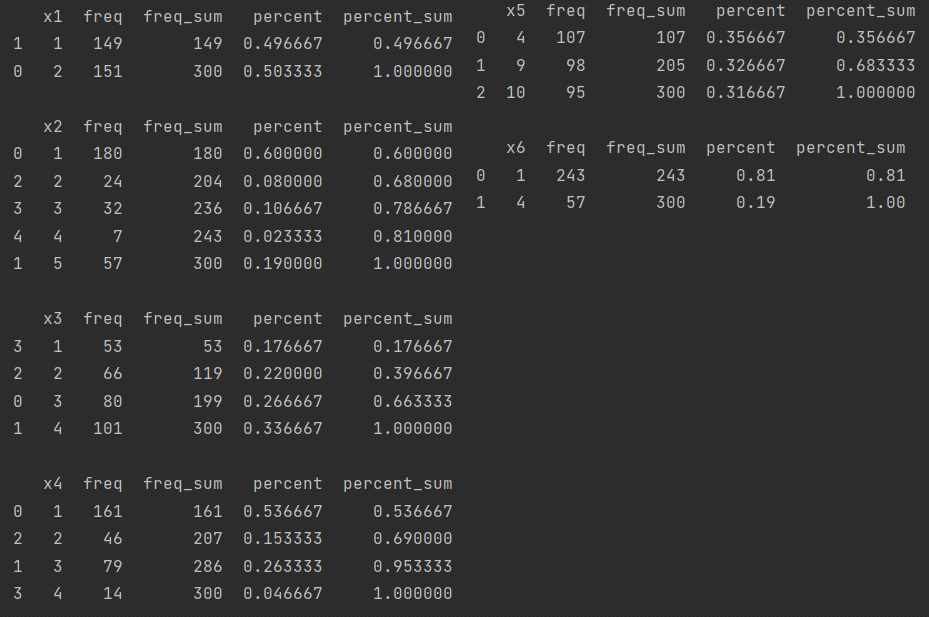 x1 freq freq_sum percent percent_sum
1 1 149 149 0.496667 0.496667
0 2 151 300 0.503333 1.000000
x2 freq freq_sum percent percent_sum
0 1 180 180 0.600000 0.600000
2 2 24 204 0.080000 0.680000
3 3 32 236 0.106667 0.786667
4 4 7 243 0.023333 0.810000
1 5 57 300 0.190000 1.000000
x3 freq freq_sum percent percent_sum
3 1 53 53 0.176667 0.176667
2 2 66 119 0.220000 0.396667
0 3 80 199 0.266667 0.663333
1 4 101 300 0.336667 1.000000
x4 freq freq_sum percent percent_sum
0 1 161 161 0.536667 0.536667
2 2 46 207 0.153333 0.690000
1 3 79 286 0.263333 0.953333
3 4 14 300 0.046667 1.000000
x5 freq freq_sum percent percent_sum
0 4 107 107 0.356667 0.356667
1 9 98 205 0.326667 0.683333
2 10 95 300 0.316667 1.000000
x6 freq freq_sum percent percent_sum
0 1 243 243 0.81 0.81
1 4 57 300 0.19 1.00